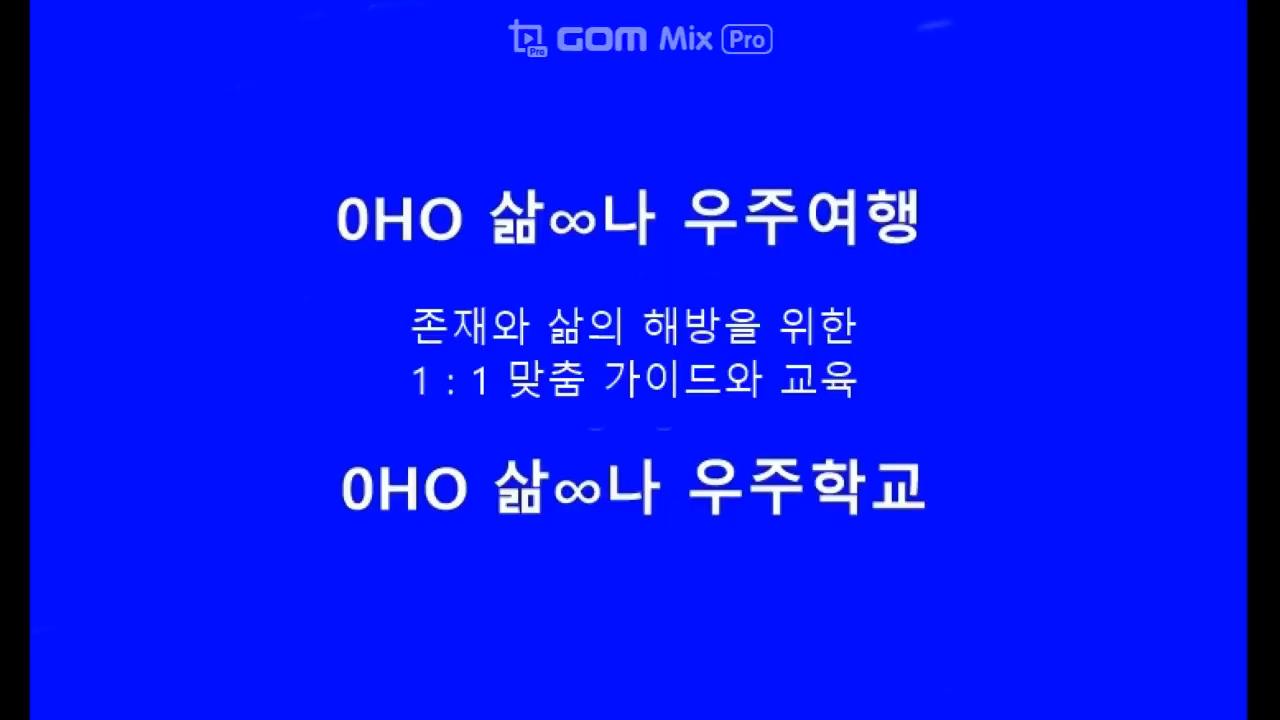 GOM Mix Pro
0HO 삶∞나 우주여행
존재와 삶의 해방을 위한
1 : 1 맞춤 가이드와 교육
0HO 삶∞나 우주학교